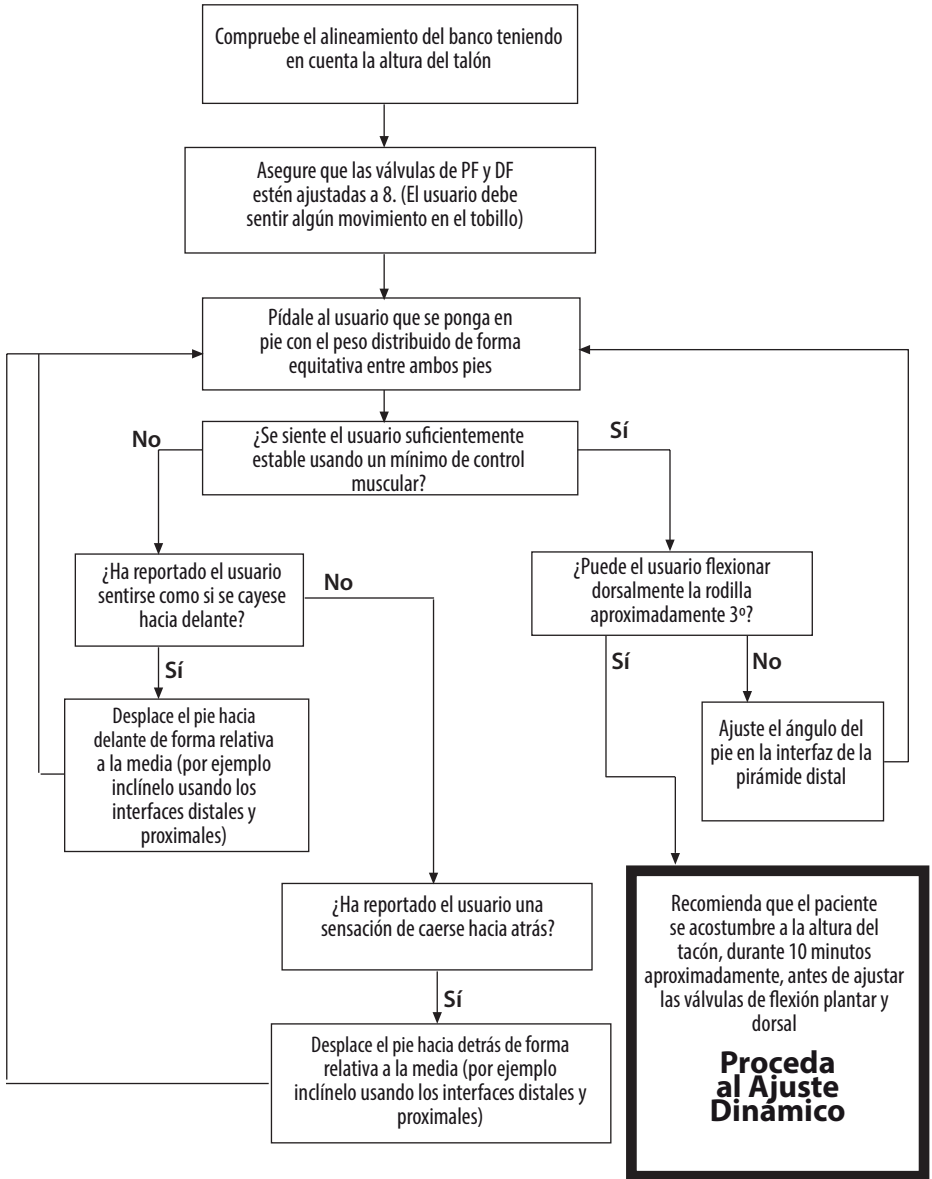 Compruebe el alineamiento del banco teniendo
en cuenta la altura del talón
Asegure que las válvulas de PF y DF
estén ajustadas a 8. (El usuario debe
sentir algún movimiento en el tobillo)
Pídale al usuario que se ponga en
pie con el peso distribuido de forma
equitativa entre ambos pies
¿Se siente el usuario suficientemente
estable usando un mínimo de control
muscular?
No
Sí
¿Ha reportado el usuario
sentirse como si se cayese
hacia delante?
No
Sí
Desplace el pie hacia
delante de forma relativa
a la media (por ejemplo
inclínelo usando los
interfaces distales y
proximales)
¿Ha reportado el usuario una
sensación de caerse hacia atrás?
Sí
Desplace el pie hacia detrás de forma
relativa a la media (por ejemplo
inclínelo usando los interfaces distales y
proximales)
¿Puede el usuario flexionar
dorsalmente la rodilla
aproximadamente 3º?
Sí
No
Ajuste el ángulo del
pie en la interfaz de la
pirámide distal
Recomienda que el paciente
se acostumbre a la altura del
tacón, durante 10 minutos
aproximadamente, antes de ajustar
las válvulas de flexión plantar y
dorsal
Proceda
al Ajuste
Dinámico